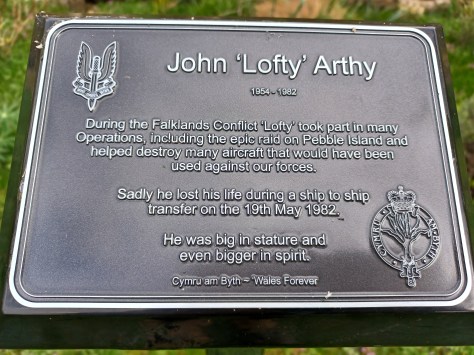 John 'Lofty' Arthy
1954 - 1982
During the Falklands Conflict 'Lofty' took part in many
Operations, including the epic raid on Pebble Island and
helped destroy many aircraft that would have been
used against our forces.
Sadly he lost his life during a ship to ship
transfer on the 19th May 1982.
He was big in stature and
even bigger in spirit.
Cymru am Byth ~ Wales Forever